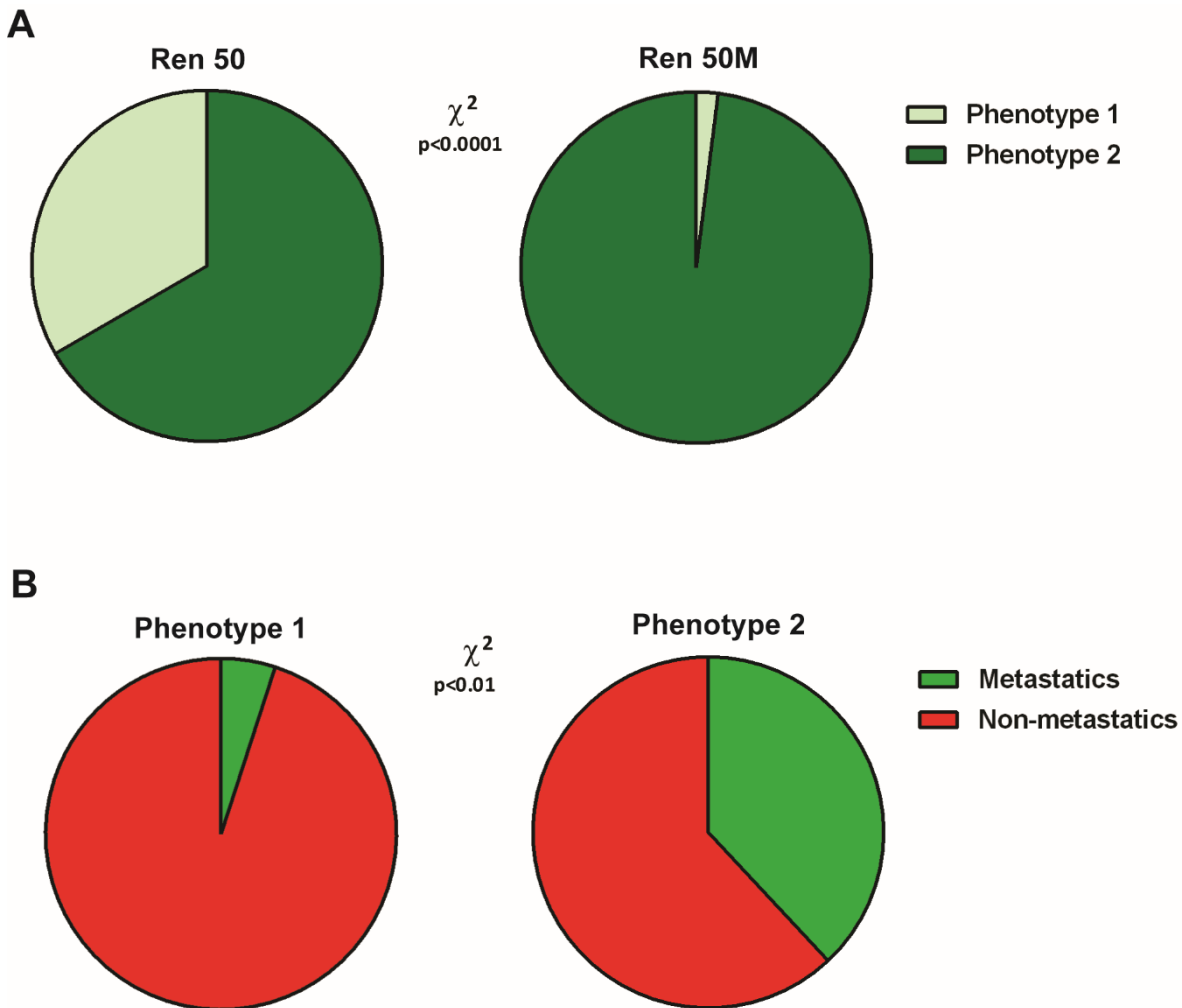 A
Ren 50
Ren 50M
χ²
p<0.0001
Phenotype 1
Phenotype 2
B
Phenotype 1
Phenotype 2
χ²
p<0.01
Metastatics
Non-metastatics